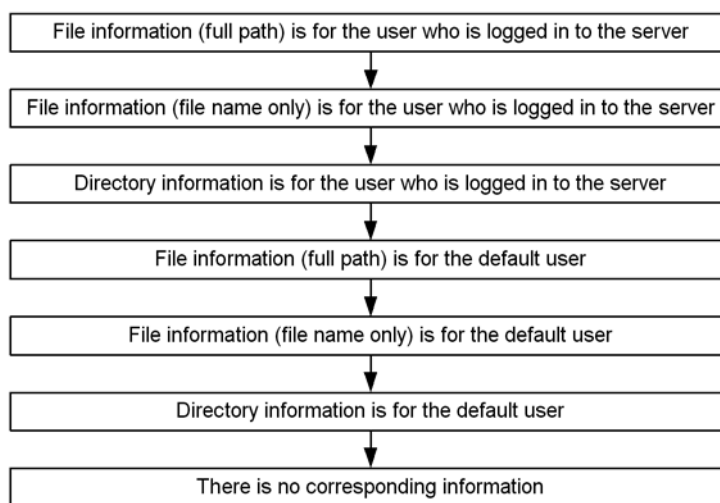 File information (full path) is for the user who is logged in to the server
File information (file name only) is for the user who is logged in to the server
Directory information is for the user who is logged in to the server
File information (full path) is for the default user
File information (file name only) is for the default user
Directory information is for the default user
There is no corresponding information